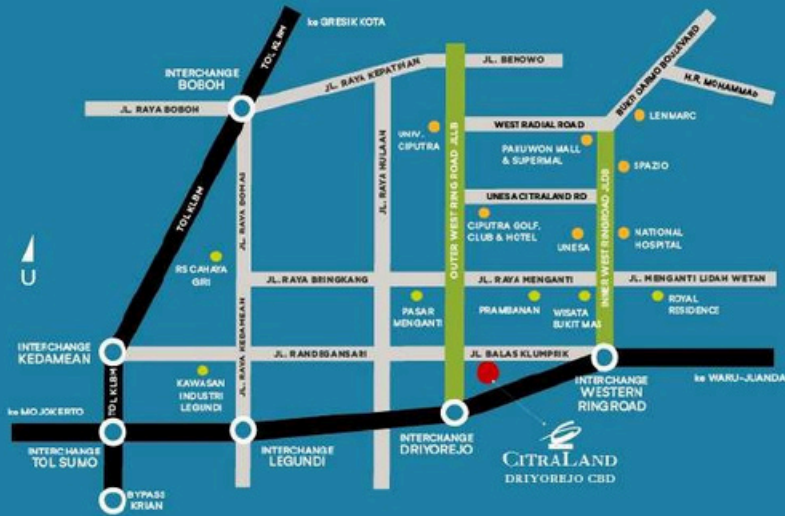 ke GRESIK KOTA
TOL KLBM
INTERCHANGE
BOBOH
JL. RAYA BOBOH
JL. RAYA KEPATIHAN
JL. BENOWO
BUKIT DARMO BOULEVARD
H.R. MOHAMMAD
LENMARC
WEST RADIAL ROAD
UNIV.
CIPUTRA
PAKUWON MALL
& SUPERMAL
SPAZIO
OUTER WEST RING ROAD JLLB
JL. RAYA HULAAN
JL. RAYA DOMAS
TOL KLBM
UNESA CITRALAND RD
CIPUTRA GOLF,
CLUB & HOTEL
UNESA
NATIONAL
HOSPITAL
INNER WEST RINGROAD JLDB
U
RS CAHAYA
GIRI
JL. RAYA BRINGKANG
JL. RAYA MENGANTI
JL. MENGANTI LIDAH WETAN
PASAR
MENGANTI
PRAMBANAN
WISATA
BUKIT MAS
ROYAL
RESIDENCE
INTERCHANGE
KEDAMEAN
JL. RAYA KEDAMEAN
JL. RANDEGANSARI
JL. BALAS KLUMPRIK
TOL KLBM
KAWASAN
INDUSTRI
LEGUNDI
INTERCHANGE
WESTERN
RINGROAD
ke WARU-JUANDA
ke MOJOKERTO
INTERCHANGE
TOL SUMO
INTERCHANGE
LEGUNDI
INTERCHANGE
DRIYOREJO
CITRALAND
DRIYOREJO CBD
BYPASS
KRIAN